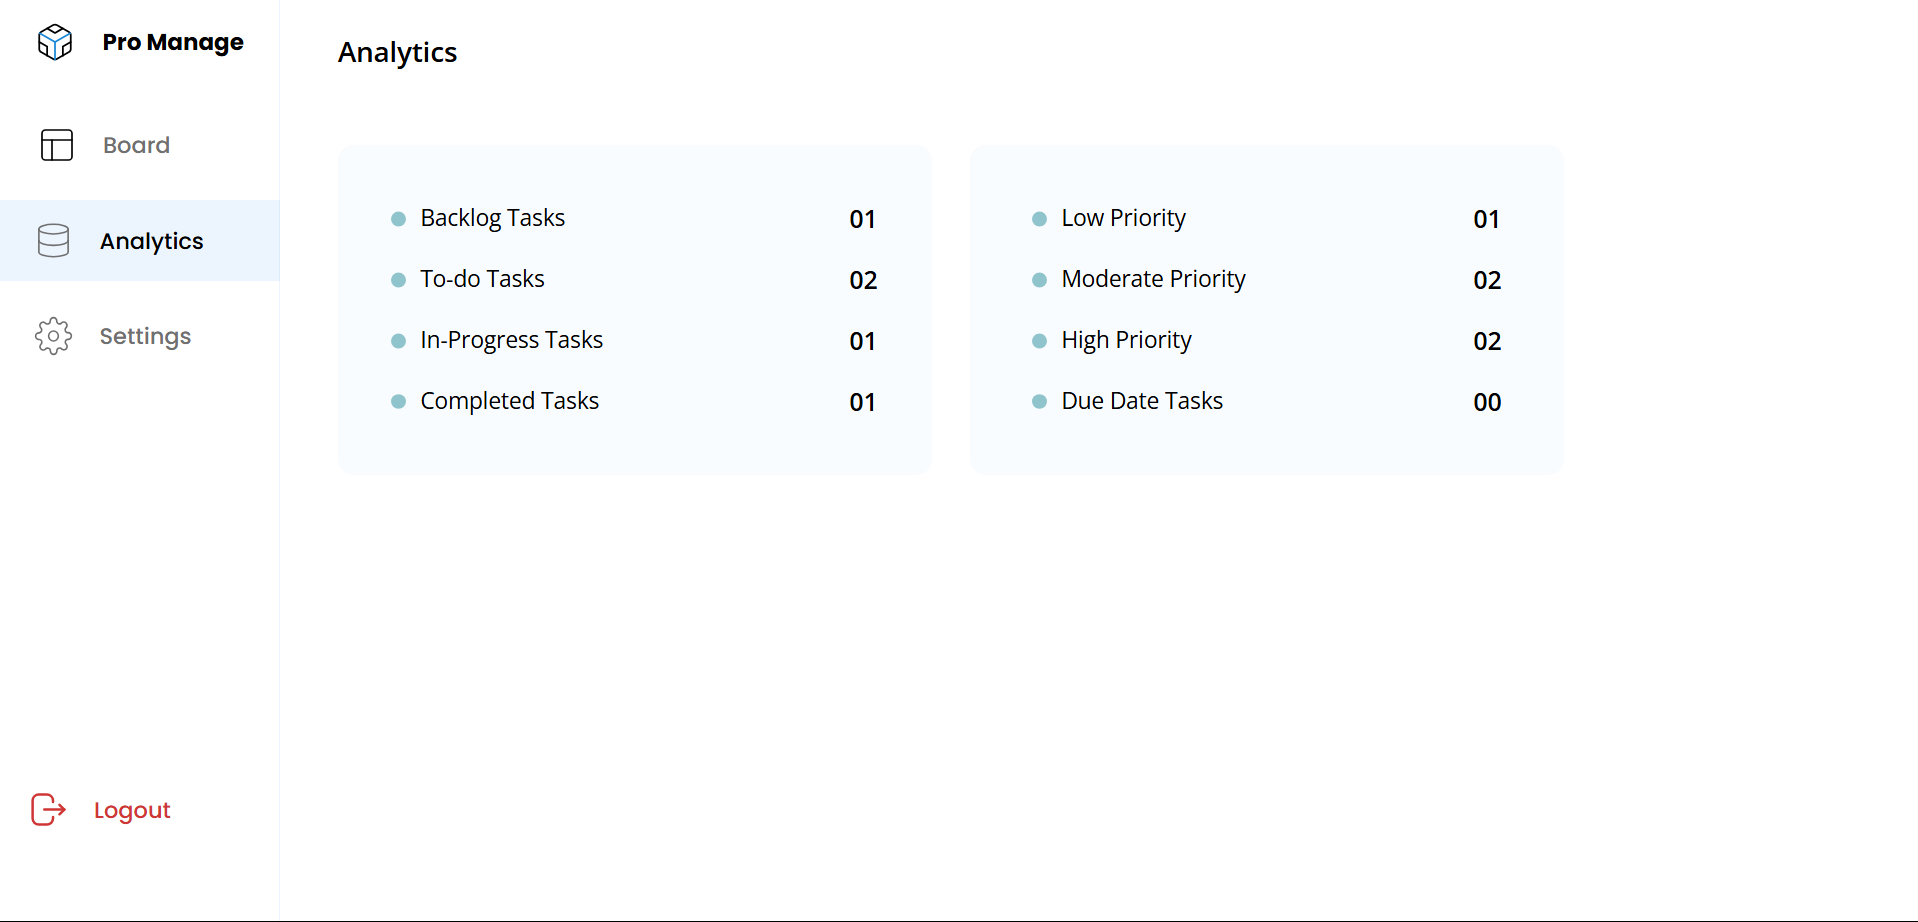 Pro Manage
Board
Analytics
Settings
Logout
Analytics
Backlog Tasks 01
To-do Tasks 02
In-Progress Tasks 01
Completed Tasks 01
Low Priority 01
Moderate Priority 02
High Priority 02
Due Date Tasks 00